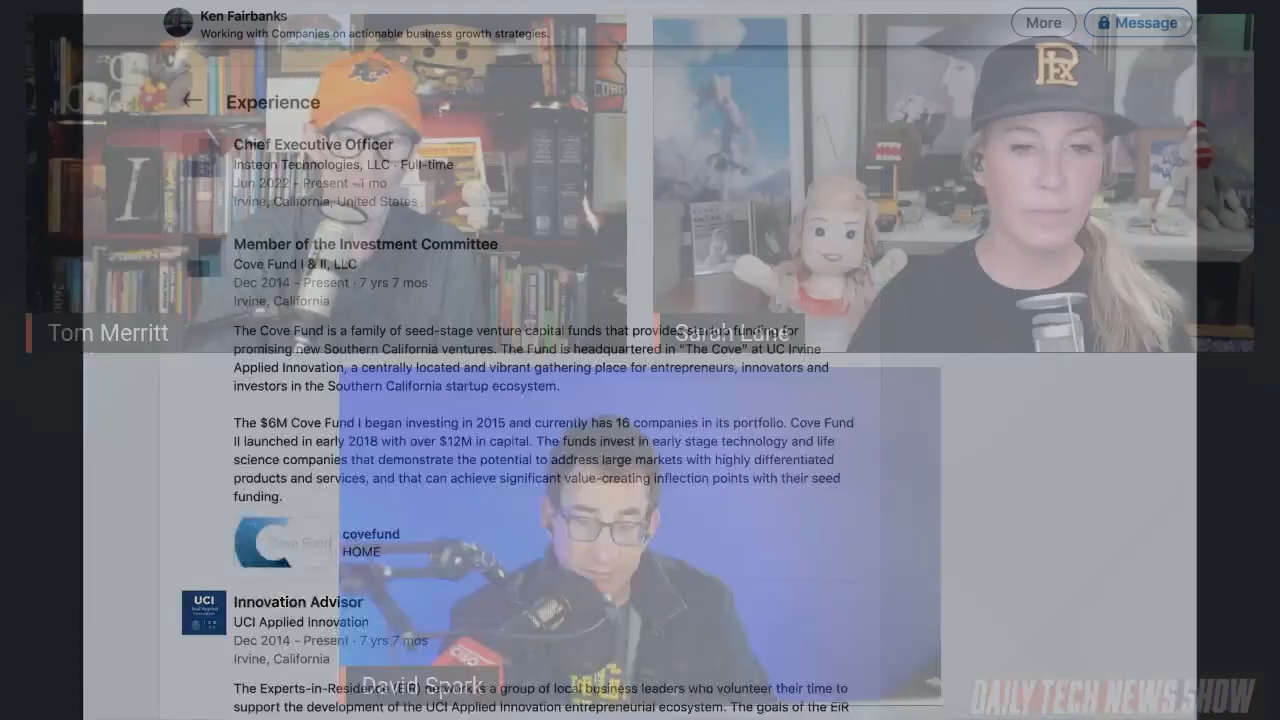 Ken Fairbanks
Working with Companies on actionable business growth strategies.
More
Message
Experience
Chief Executive Officer
Insteon Technologies, LLC · Full-time
Jun 2022 - Present · 1 mo
Irvine, California, United States
Member of the Investment Committee
Cove Fund I & II, LLC
Dec 2014 - Present · 7 yrs 7 mos
Irvine, California
Tom Merritt
Sarah Lane
The Cove Fund is a family of seed-stage venture capital funds that provides startup funding for
promising new Southern California ventures. The Fund is headquartered in “The Cove” at UC Irvine
Applied Innovation, a centrally located and vibrant gathering place for entrepreneurs, innovators and
investors in the Southern California startup ecosystem.
The $6M Cove Fund I began investing in 2015 and currently has 16 companies in its portfolio. Cove Fund
II launched in early 2018 with over $12M in capital. The funds invest in early stage technology and life
science companies that demonstrate the potential to address large markets with highly differentiated
products and services, and that can achieve significant value-creating inflection points with their seed
funding.
Cove Fund
covefund
HOME
UCI
Innovation Advisor
UCI Applied Innovation
Dec 2014 - Present · 7 yrs 7 mos
Irvine, California
David Spark
The Experts-in-Residence (EiR) network is a group of local business leaders who volunteer their time to
support the development of the UCI Applied Innovation entrepreneurial ecosystem. The goals of the EiR
DAILY TECH NEWS SHOW